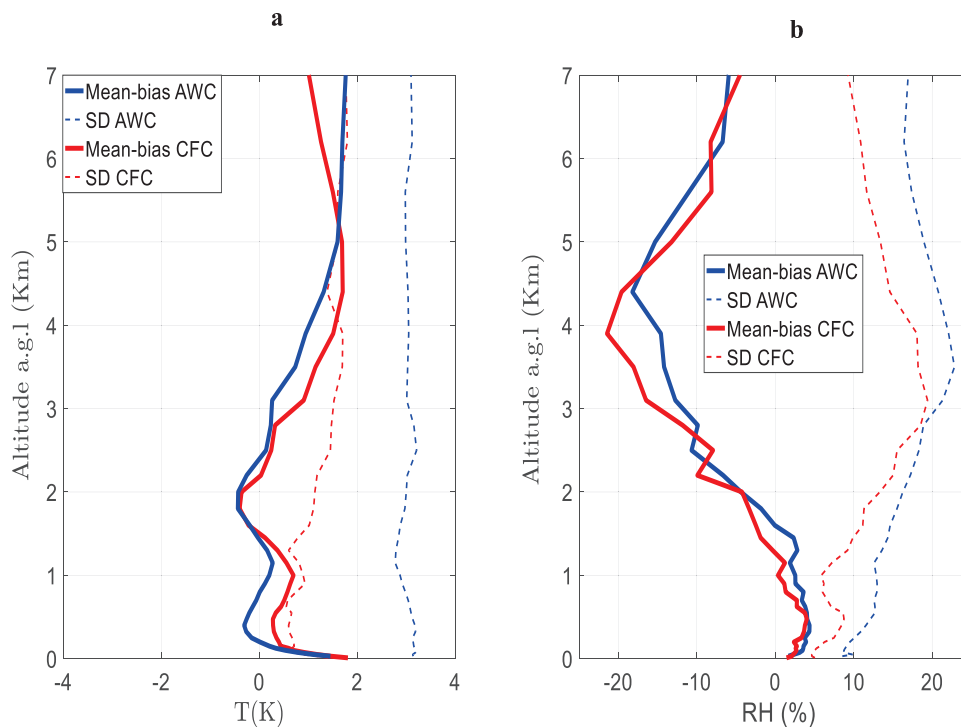 a
7
6
5
4
3
2
1
0
-4
-2
0
2
4
Altitude a.g.l (Km)
T(K)
Mean-bias AWC
SD AWC
Mean-bias CFC
SD CFC
b
7
6
5
4
3
2
1
0
-20
-10
0
10
20
Altitude a.g.l (Km)
RH (%)
Mean-bias AWC
SD AWC
Mean-bias CFC
SD CFC